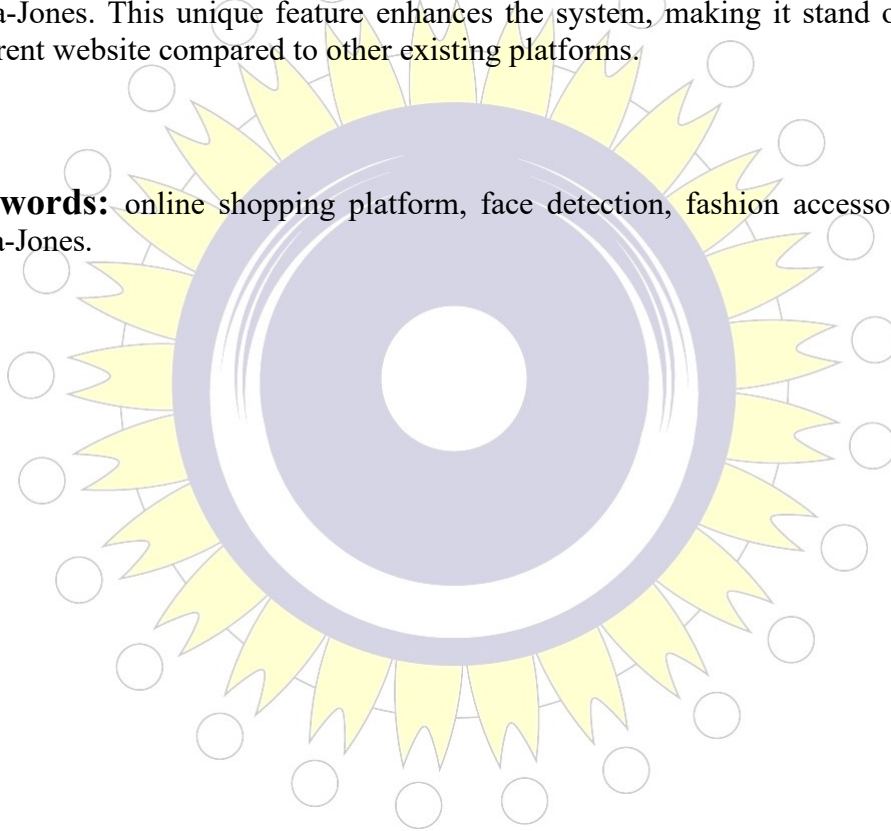 a-Jones. This unique feature enhances the system, making it stand o
rent website compared to other existing platforms.
words: online shopping platform, face detection, fashion accesso
a-Jones.